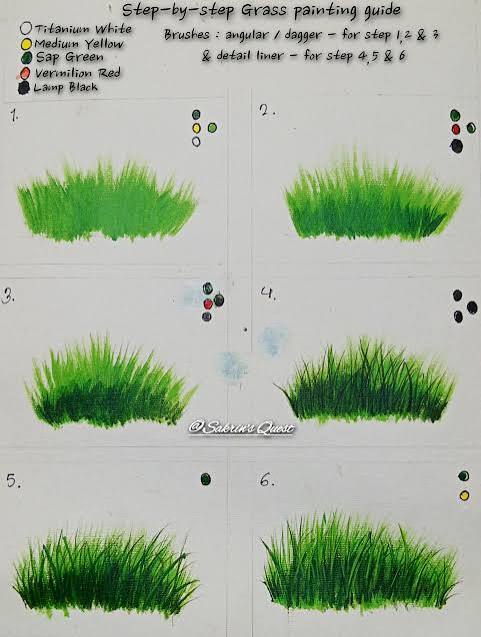 Step-by-step Grass painting guide
Titanium White
Medium Yellow
Sap Green
Vermilion Red
Lamp Black
Brushes : angular / dagger - for step 1,2 & 3
& detail liner - for step 4,5 & 6
1.
2.
3.
4.
@Sakrin's Quest
5.
6.